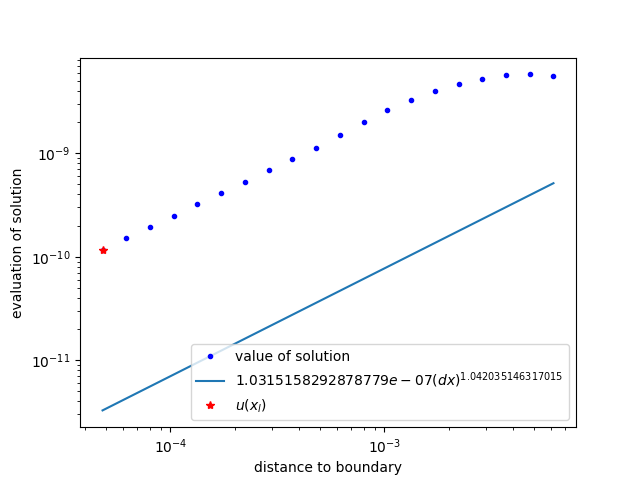 10⁻⁹
10⁻¹⁰
10⁻¹¹
evaluation of solution
value of solution
1.0315158292878779e − 07(dx)^1.042035146317015
u(x_l)
10⁻⁴
10⁻³
distance to boundary